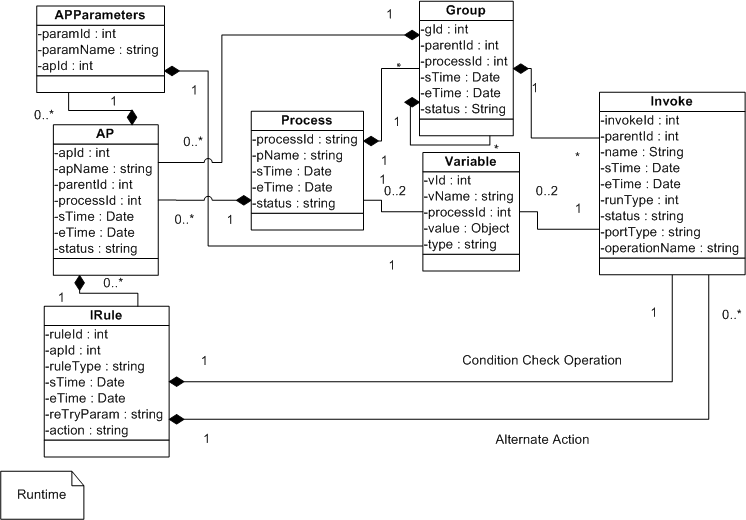 APParameters
-paramId : int
-paramName : string
-apId : int
1
0..*
1
AP
-apId : int
-apName : string
-parentId : int
-processId : int
-sTime : Date
-eTime : Date
-status : string
0..*
0..*
1
Process
-processId : string
-pName : string
-sTime : Date
-eTime : Date
-status : string
1
Group
-gId : int
-parentId : int
-processId : int
-sTime : Date
-eTime : Date
-status : String
1
*
1
*
1
*
1
1
Variable
-vId : int
-vName : string
-processId : int
-value : Object
-type : string
0..2
0..2
1
1
Invoke
-invokeId : int
-parentId : int
-name : String
-sTime : Date
-eTime : Date
-runType : int
-status : string
-portType : string
-operationName : string
1
0..*
0..*
1
IRule
-ruleId : int
-apId : int
-ruleType : string
-sTime : Date
-eTime : Date
-reTryParam : string
-action : string
1
Condition Check Operation
1
Alternate Action
Runtime